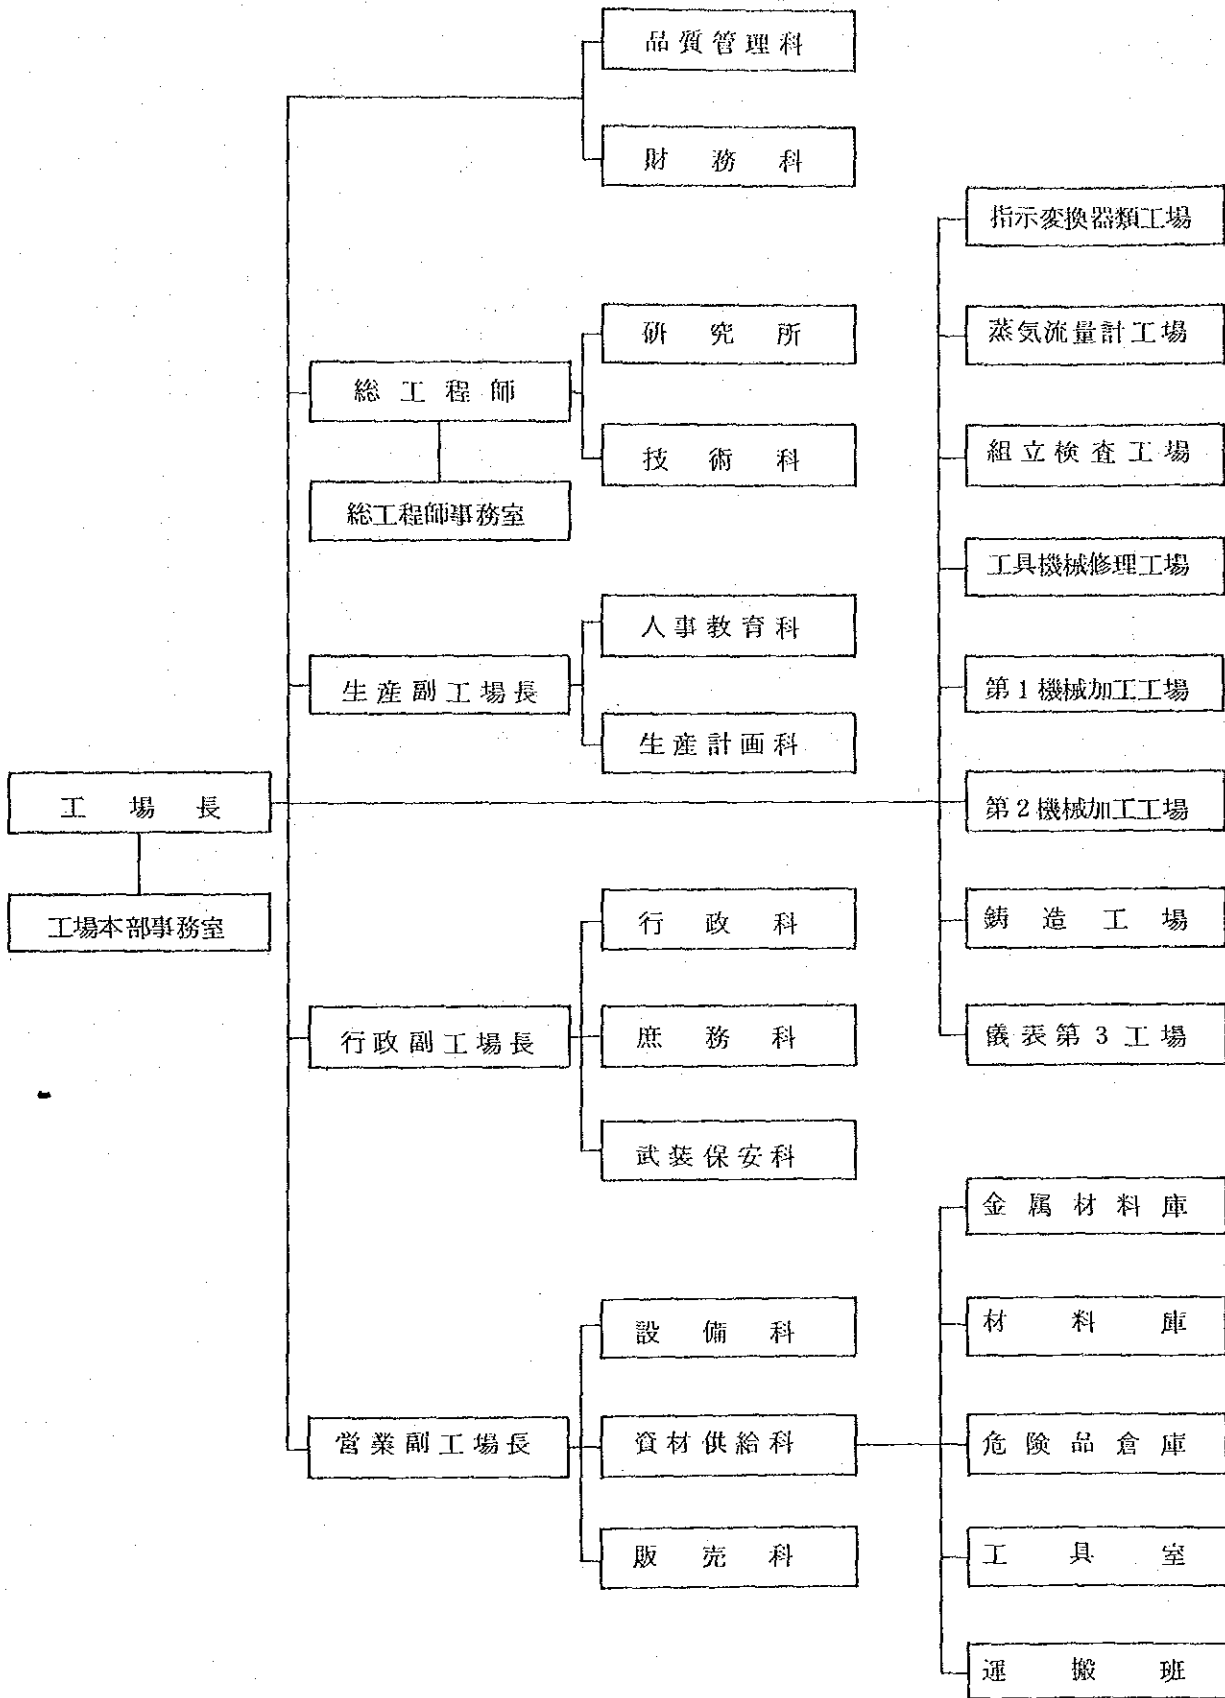 品質管理科
財務科
指示変換器類工場
研究所
蒸気流量計工場
総工程師
技術科
組立検査工場
総工程師事務室
工具機械修理工場
人事教育科
生産副工場長
第1機械加工工場
生産計画科
工場長
第2機械加工工場
工場本部事務室
行政科
鋳造工場
行政副工場長
庶務科
儀表第3工場
武装保安科
金属材料庫
設備科
材料庫
営業副工場長
資材供給科
危険品倉庫
販売科
工具室
運搬班